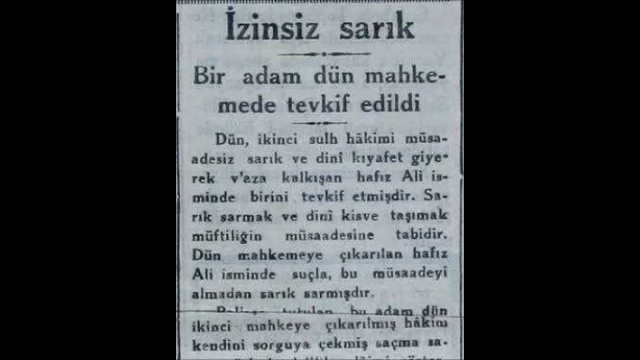 İzinsiz sarık
Bir adam dün mahke-
mede tevkif edildi
Dün, ikinci sulh hâkimi müsa-
adesiz sarık ve dinî kıyafet giye-
rek v'aza kalkışan hafız Ali is-
minde birini tevkif etmişdir. Sa-
rık sarmak ve dinî kisve taşımak
müftiliğin müsaadesine tabidir.
Dün mahkemeye çıkarılan hafız
Ali isminde suçla, bu müsaadeyi
almadan sarık sarmışdır.
tutulan bu adam dün
ikinci mahkeye çıkarılmış hâkim
kendini sorguya çekmiş saçma sa-